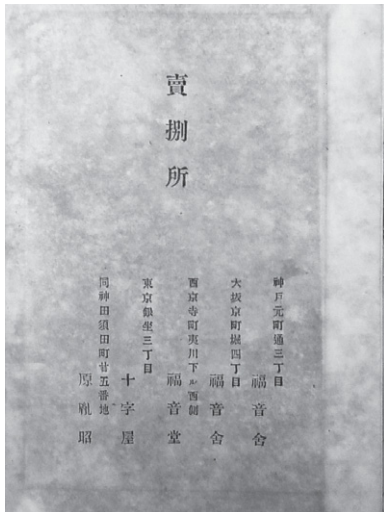 賣捌所
神戸元町通三丁目
福音舍
大坂京町堀四丁目
福音舍
西京寺町夷川下ル西側
福音堂
東京銀座三丁目
十字屋
同神田須田町廿五番地
原胤昭